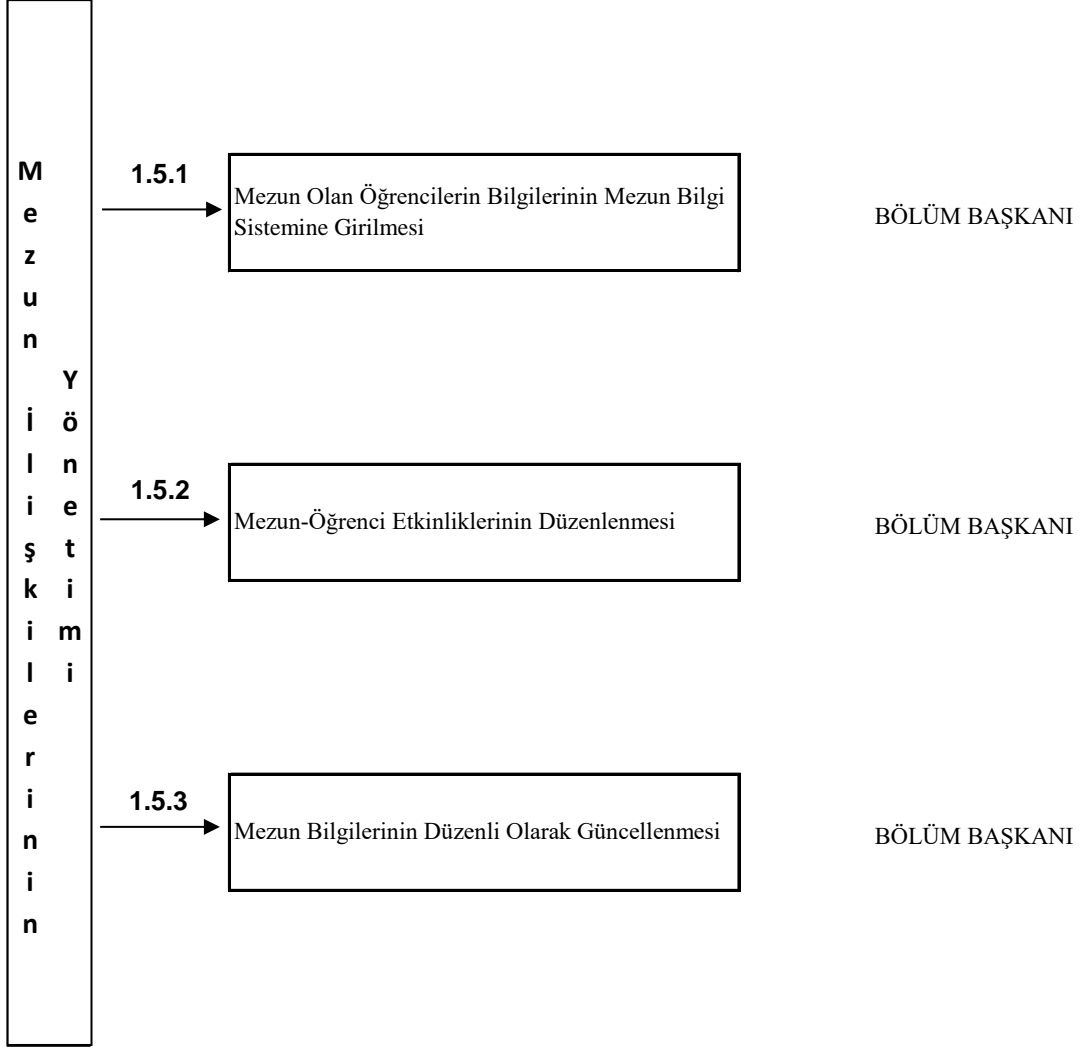 Mezun İlişkilerinin
Yönetimi
1.5.1
Mezun Olan Öğrencilerin Bilgilerinin Mezun Bilgi
Sistemine Girilmesi
BÖLÜM BAŞKANI
1.5.2
Mezun-Öğrenci Etkinliklerinin Düzenlenmesi
BÖLÜM BAŞKANI
1.5.3
Mezun Bilgilerinin Düzenli Olarak Güncellenmesi
BÖLÜM BAŞKANI